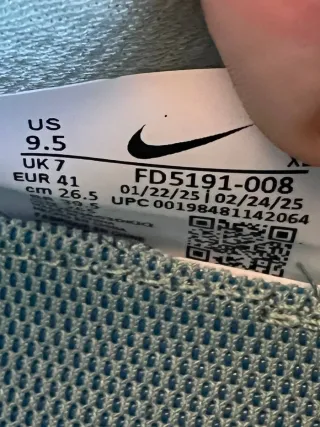 US
9.5
UK 7
EUR 41
cm 26.5
FD5191-008
01/22/25 | 02/24/25
UPC 00198481142064